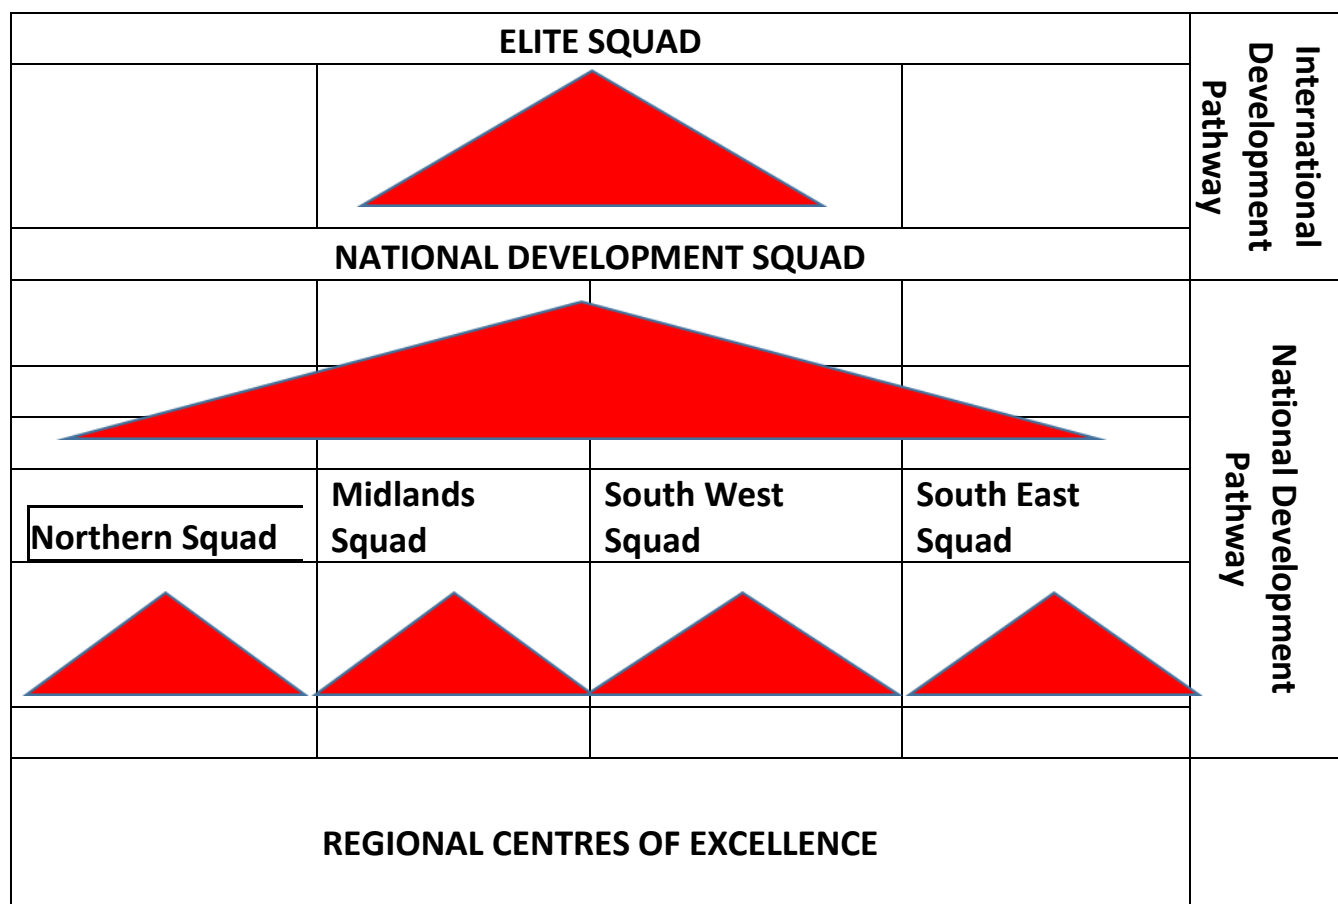 ELITE SQUAD
International
Development
Pathway
NATIONAL DEVELOPMENT SQUAD
National Development
Pathway
Northern Squad
Midlands
Squad
South West
Squad
South East
Squad
REGIONAL CENTRES OF EXCELLENCE